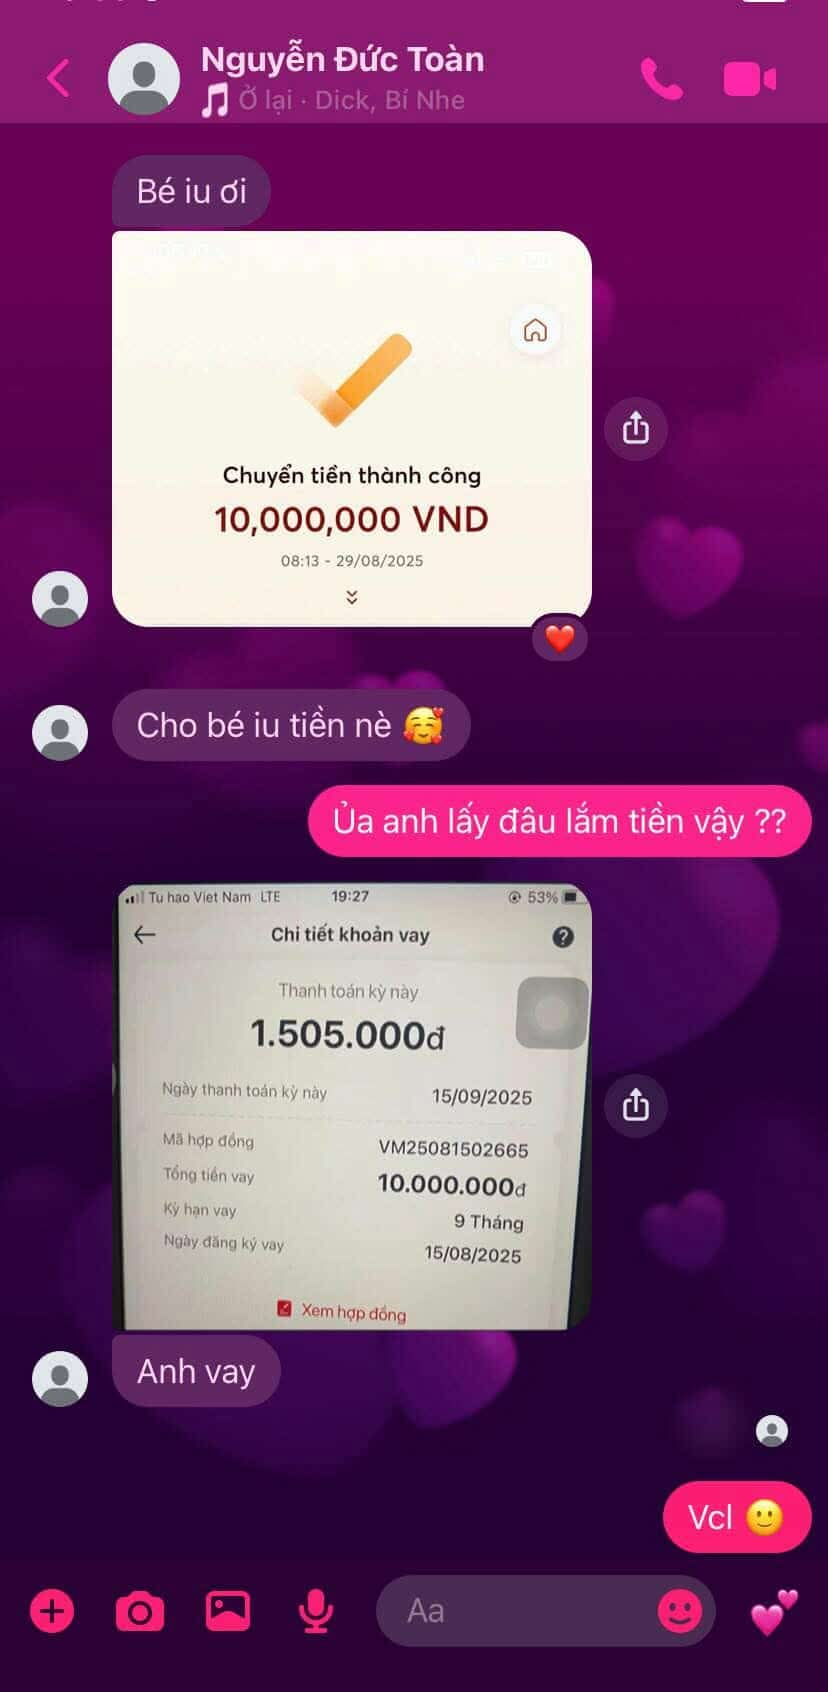 Nguyễn Đức Toàn
Ở lại · Dick, Bí Nhe
Bé iu ơi
Chuyển tiền thành công
10,000,000 VND
08:13 - 29/08/2025
Cho bé iu tiền nè 🥰
Ủa anh lấy đâu lắm tiền vậy ??
Tu hao Viet Nam LTE 19:27 53%
Chi tiết khoản vay
Thanh toán kỳ này
1.505.000đ
Ngày thanh toán kỳ này 15/09/2025
Mã hợp đồng VM25081502665
Tổng tiền vay 10.000.000đ
Kỳ hạn vay 9 Tháng
Ngày đăng ký vay 15/08/2025
Xem hợp đồng
Anh vay
Vcl 🙂
Aa